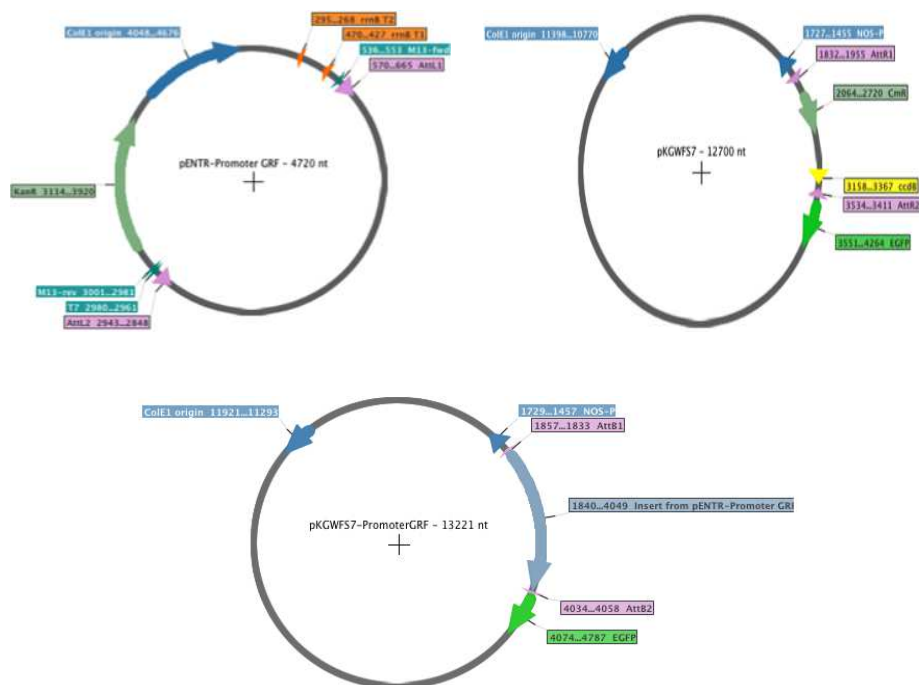 295...268 rrnB T2
ColE1 origin 4048...4676
470...427 rrnB T1
536...553 M13-fwd
570...665 AttL1
pENTR-Promoter GRF - 4720 nt
KanR 3114...3920
M13-rev 3001...2981
T7 2980...2961
AttL2 2943...2848
ColE1 origin 11398...10770
1727...1455 NOS-P
1832...1955 AttR1
2064...2720 CmR
pKGWFS7 - 12700 nt
3158...3367 ccdB
3534...3411 AttR2
3551...4264 EGFP
ColE1 origin 11921...11293
1729...1457 NOS-P
1857...1833 AttB1
pKGWFS7-PromoterGRF - 13221 nt
1840...4049 Insert from pENTR-Promoter GRF
4034...4058 AttB2
4074...4787 EGFP